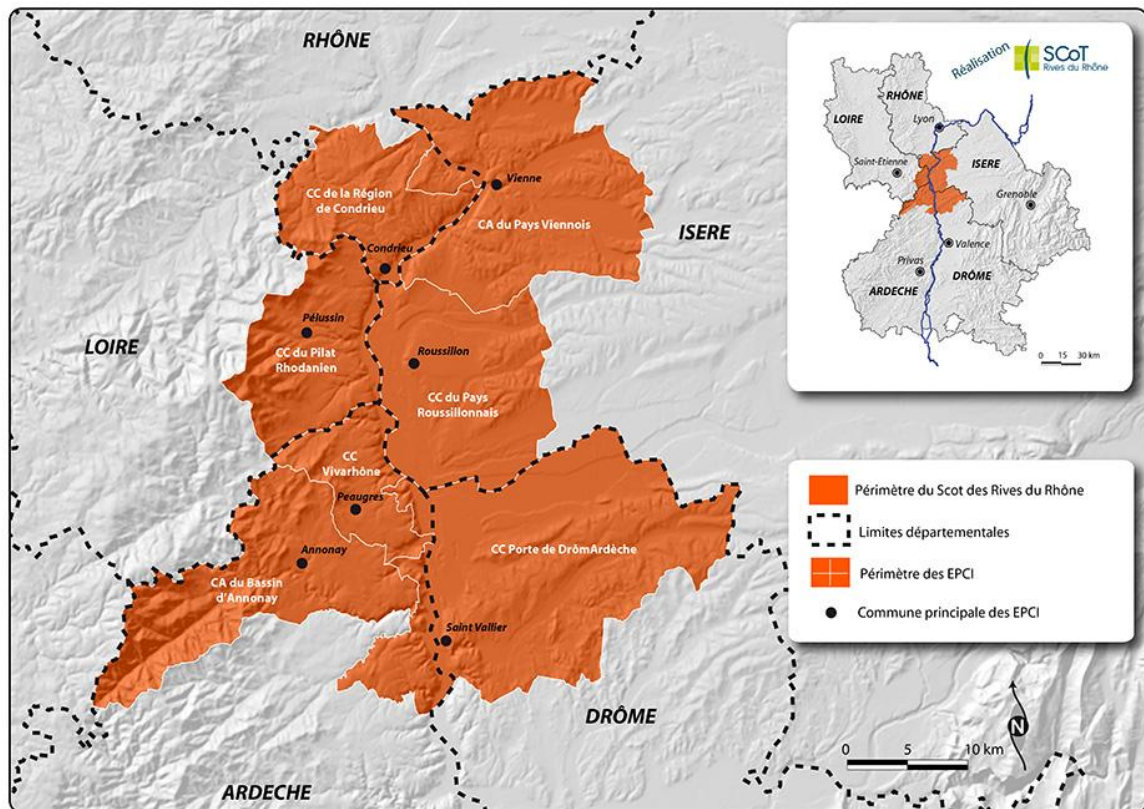 RHÔNE
CC de la Région
de Condrieu
Vienne
CA du Pays Viennois
ISERE
Condrieu
Pélussin
CC du Pilat
Rhodanien
LOIRE
Roussillon
CC du Pays
Roussillonnais
CC
Vivarhône
Peaugres
CC Porte de DrômArdèche
Annonay
CA du Bassin
d'Annonay
Saint Vallier
DRÔME
ARDECHE
0 5 10 km
N
Réalisation
SCoT
Rives du Rhône
RHÔNE
Lyon
LOIRE
ISERE
Saint-Etienne
Grenoble
Valence
Privas
DRÔME
ARDECHE
0 15 30 km
Périmètre du Scot des Rives du Rhône
Limites départementales
Périmètre des EPCI
Commune principale des EPCI